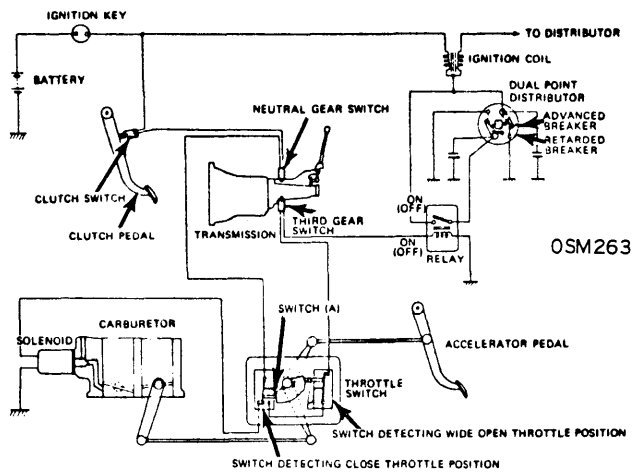 IGNITION KEY
TO DISTRIBUTOR
IGNITION COIL
BATTERY
DUAL POINT
DISTRIBUTOR
NEUTRAL GEAR SWITCH
ADVANCED
BREAKER
RETARDED
BREAKER
CLUTCH SWITCH
CLUTCH PEDAL
TRANSMISSION
THIRD GEAR
SWITCH
ON
(OFF)
ON
(OFF)
RELAY
OSM263
SWITCH (A)
CARBURETOR
SOLENOID
ACCELERATOR PEDAL
THROTTLE
SWITCH
SWITCH DETECTING WIDE OPEN THROTTLE POSITION
SWITCH DETECTING CLOSE THROTTLE POSITION